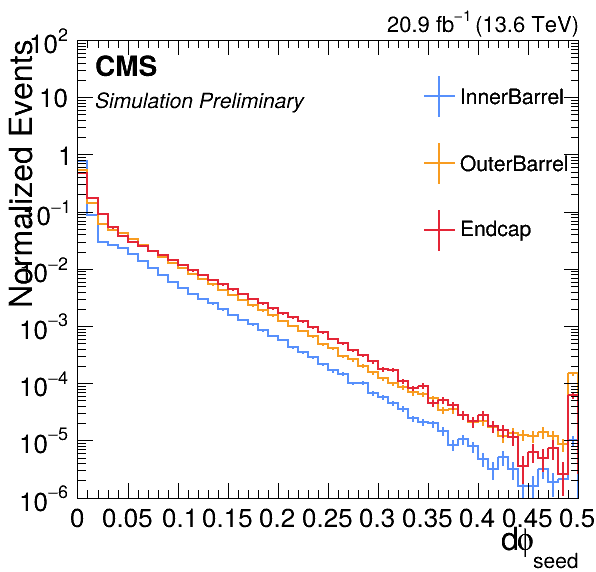 20.9 fb⁻¹ (13.6 TeV)
CMS
Simulation Preliminary
InnerBarrel
OuterBarrel
Endcap
Normalized Events
10²
10
1
10⁻¹
10⁻²
10⁻³
10⁻⁴
10⁻⁵
10⁻⁶
0 0.05 0.1 0.15 0.2 0.25 0.3 0.35 0.4 0.45 0.5
dϕ_seed